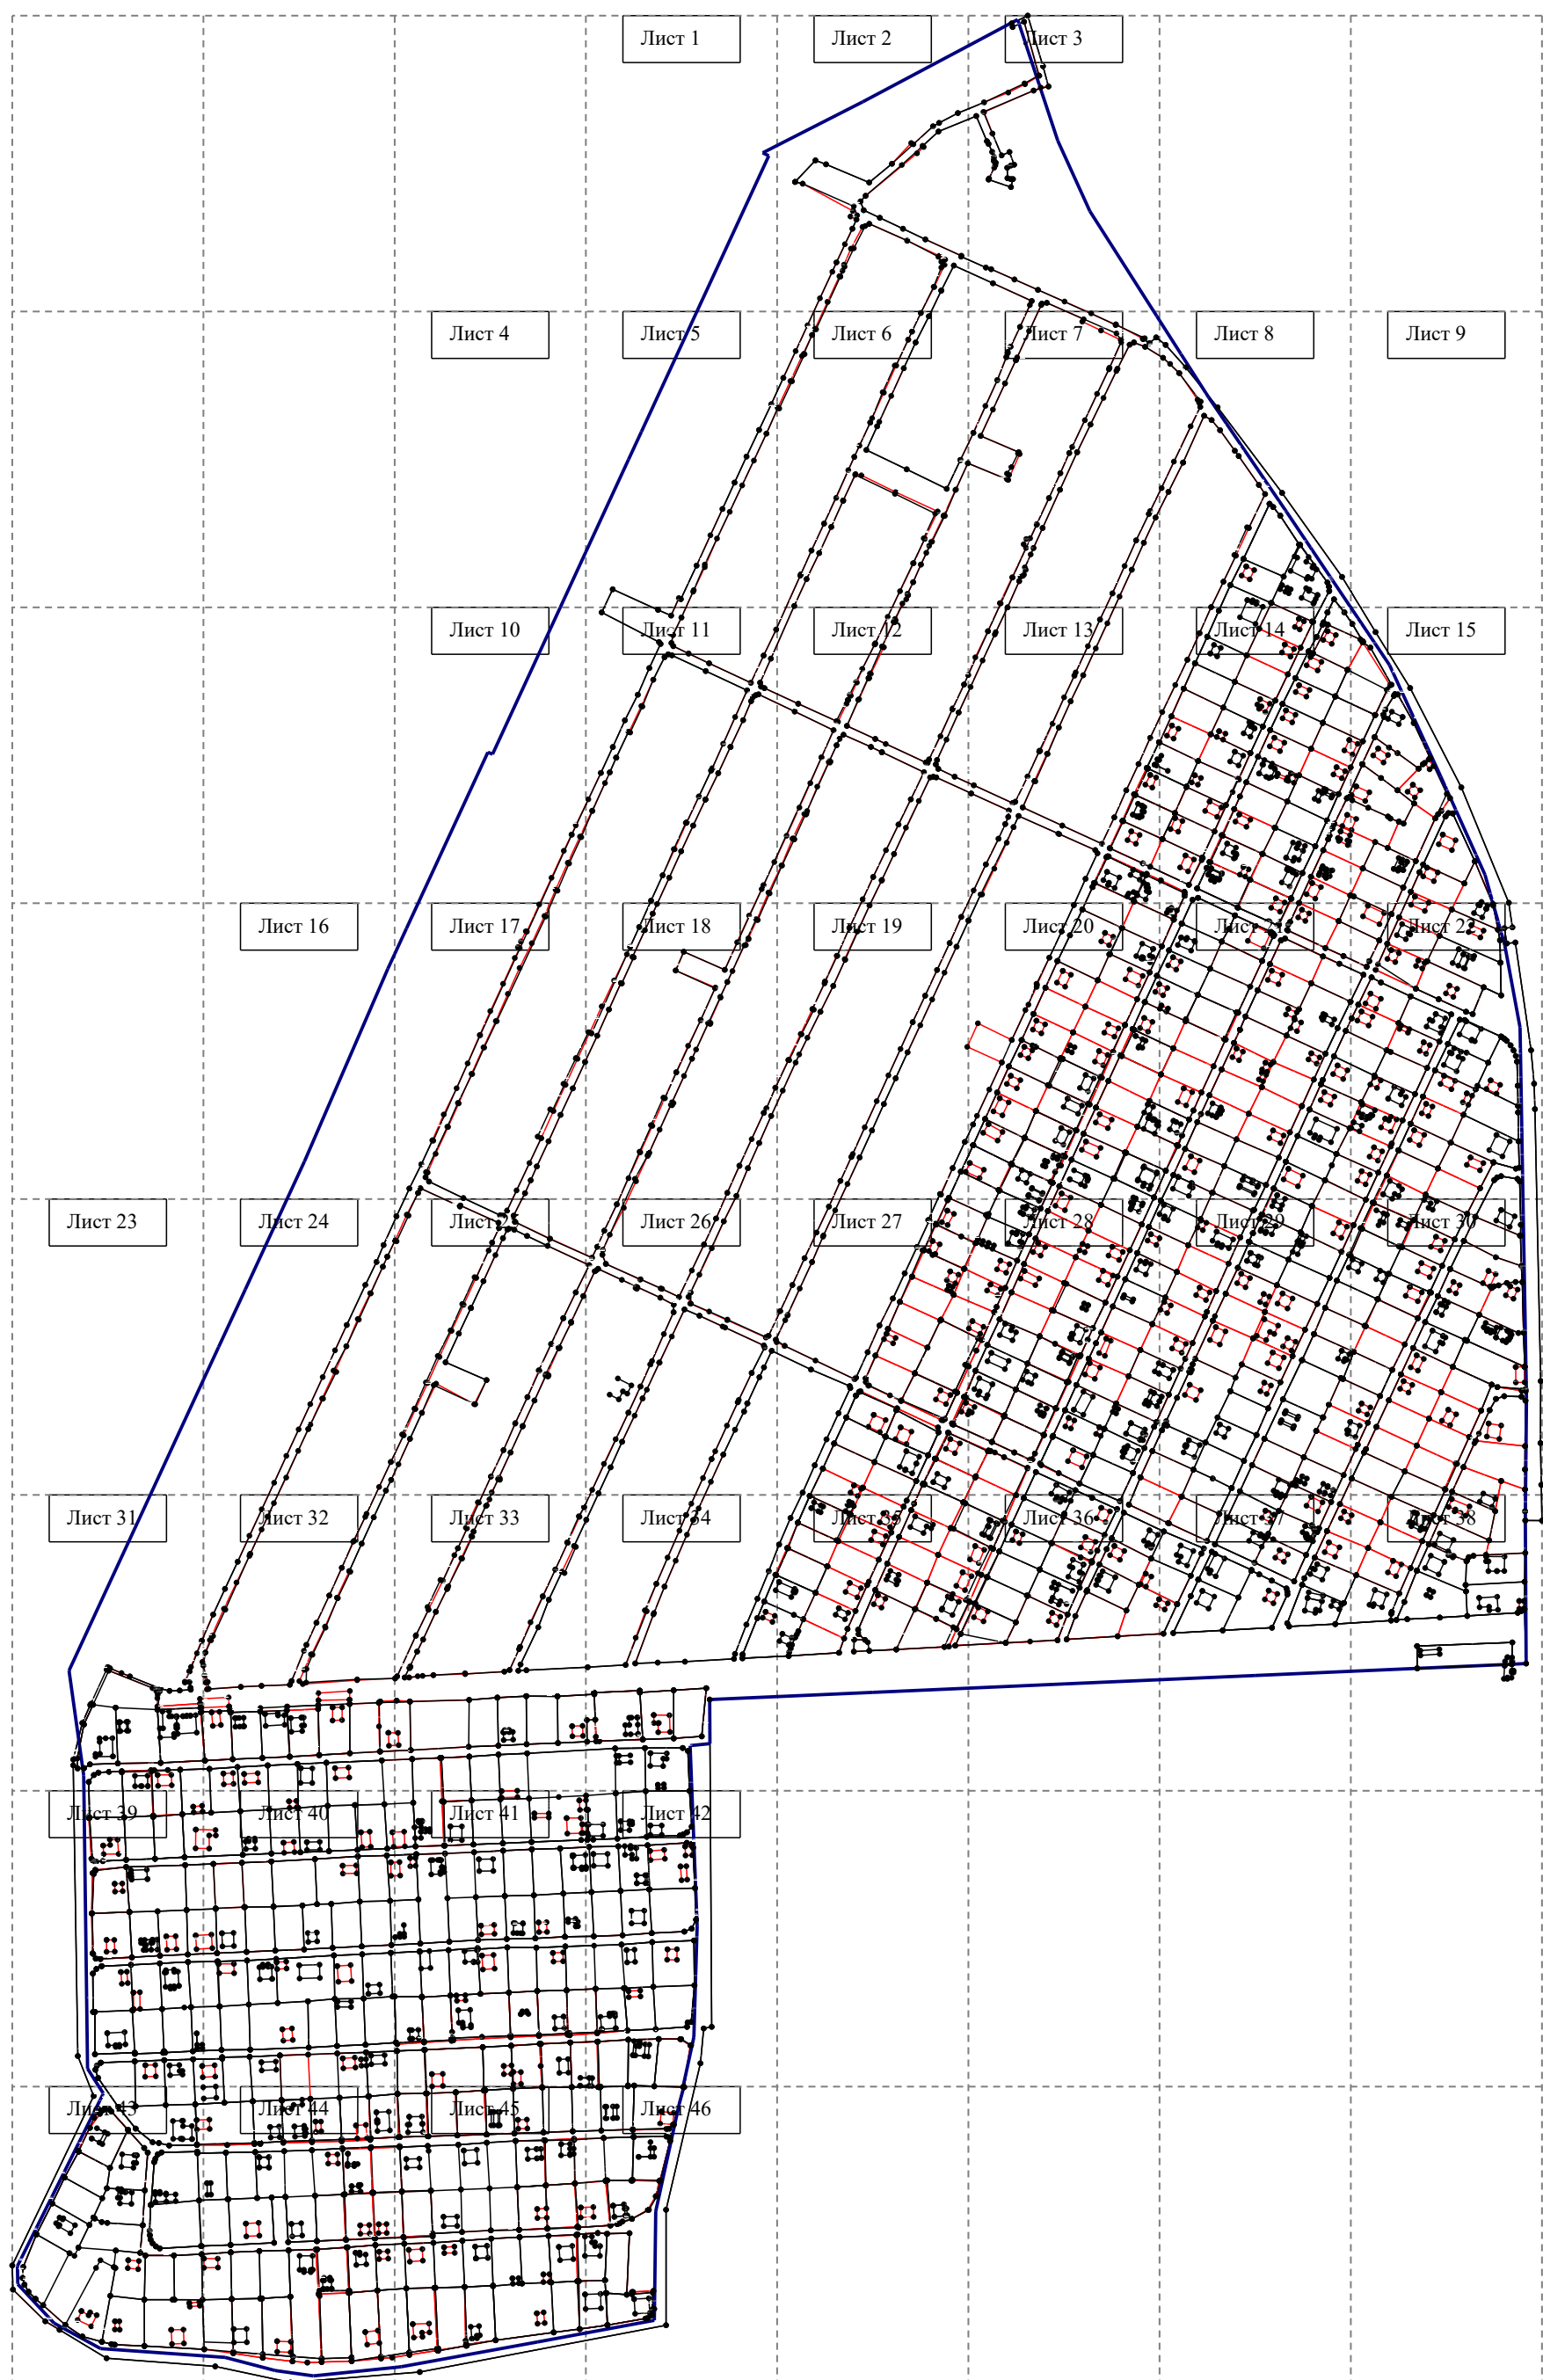 Лист 1
Лист 2
Лист 3
Лист 4
Лист 5
Лист 6
Лист 7
Лист 8
Лист 9
Лист 10
Лист 11
Лист 12
Лист 13
Лист 14
Лист 15
Лист 16
Лист 17
Лист 18
Лист 19
Лист 20
Лист 21
Лист 22
Лист 23
Лист 24
Лист 25
Лист 26
Лист 27
Лист 28
Лист 29
Лист 30
Лист 31
Лист 32
Лист 33
Лист 34
Лист 35
Лист 36
Лист 37
Лист 38
Лист 39
Лист 40
Лист 41
Лист 42
Лист 43
Лист 44
Лист 45
Лист 46